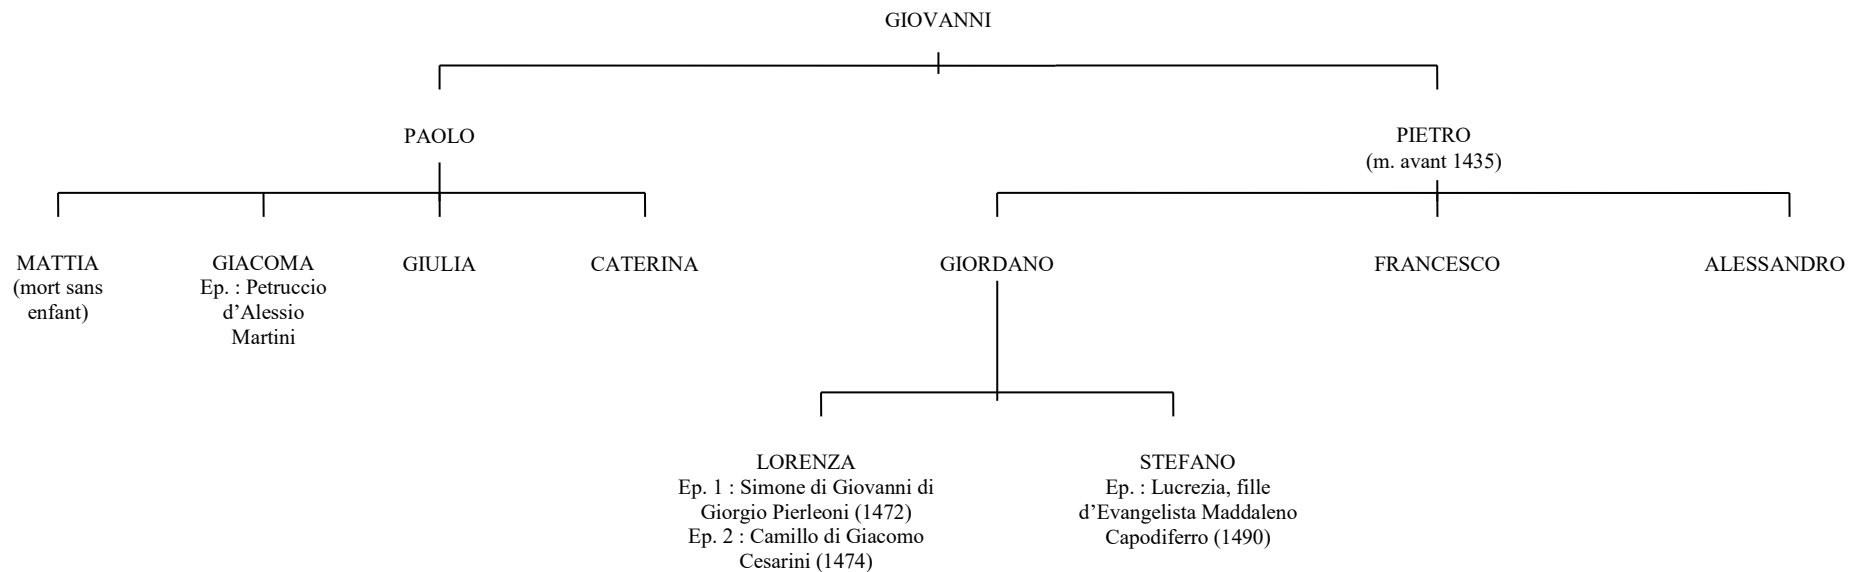 GIOVANNI
PAOLO
PIETRO
(m. avant 1435)
MATTIA
(mort sans
enfant)
GIACOMA
Ep. : Petruccio
d’Alessio
Martini
GIULIA
CATERINA
GIORDANO
FRANCESCO
ALESSANDRO
LORENZA
Ep. 1 : Simone di Giovanni di
Giorgio Pierleoni (1472)
Ep. 2 : Camillo di Giacomo
Cesarini (1474)
STEFANO
Ep. : Lucrezia, fille
d’Evangelista Maddaleno
Capodiferro (1490)